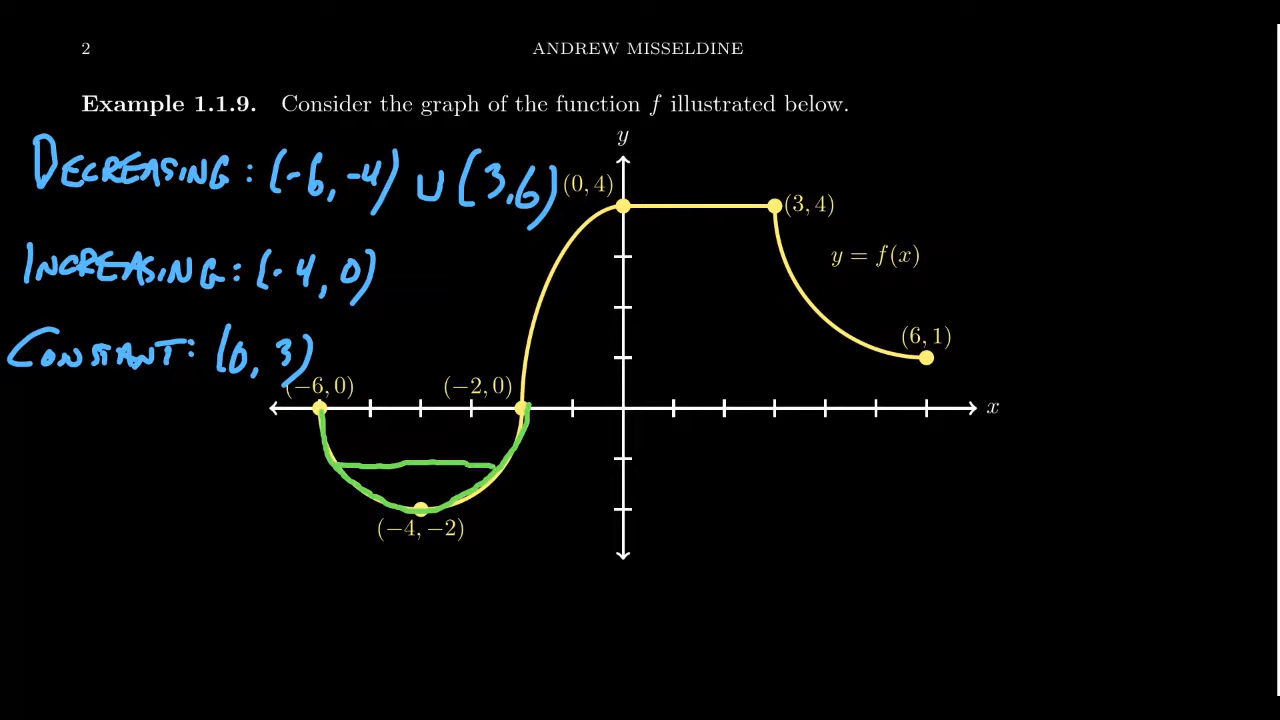 2 ANDREW MISSELDINE
Example 1.1.9. Consider the graph of the function f illustrated below.
y
DECREASING: (-6, -4) ∪ (3,6)
(0, 4)
(3, 4)
y = f(x)
INCREASING: (-4, 0)
(6, 1)
CONSTANT: (0, 3)
(−6, 0)
(−2, 0)
x
(−4, −2)